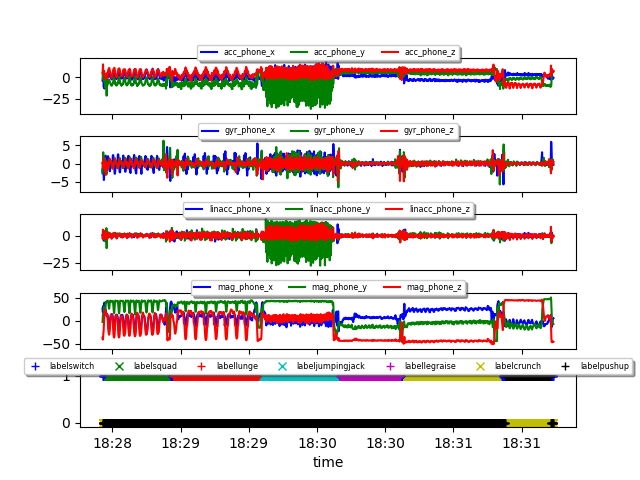 acc_phone_x acc_phone_y acc_phone_z
0
−25
gyr_phone_x gyr_phone_y gyr_phone_z
5
0
−5
linacc_phone_x linacc_phone_y linacc_phone_z
0
−25
mag_phone_x mag_phone_y mag_phone_z
50
0
−50
labelswitch labelsquad labellunge labeljumpingjack labellegraise labelcrunch labelpushup
1
0
18:28 18:29 18:29 18:30 18:30 18:31 18:31
time